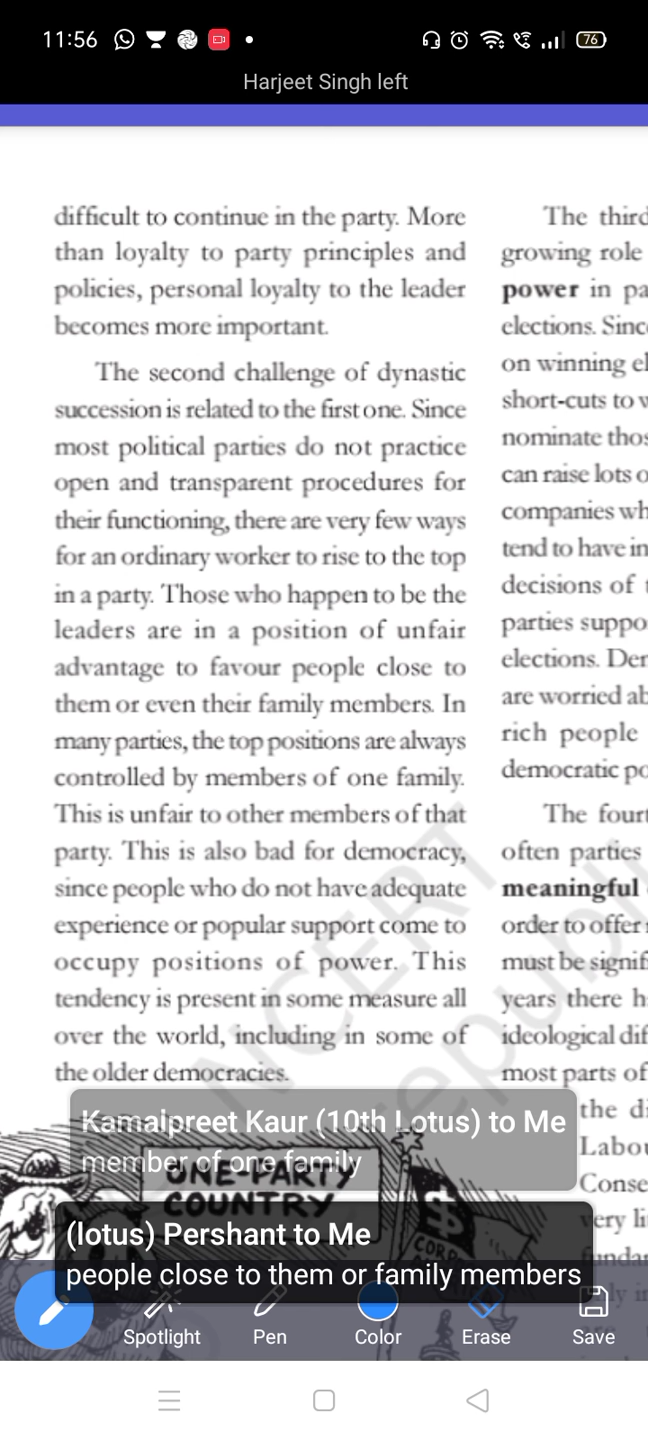 11:56
76
Harjeet Singh left
difficult to continue in the party. More
than loyalty to party principles and
policies, personal loyalty to the leader
becomes more important.
The second challenge of dynastic
succession is related to the first one. Since
most political parties do not practice
open and transparent procedures for
their functioning, there are very few ways
for an ordinary worker to rise to the top
in a party. Those who happen to be the
leaders are in a position of unfair
advantage to favour people close to
them or even their family members. In
many parties, the top positions are always
controlled by members of one family.
This is unfair to other members of that
party. This is also bad for democracy,
since people who do not have adequate
experience or popular support come to
occupy positions of power. This
tendency is present in some measure all
over the world, including in some of
the older democracies.
The third
growing role
power in pa
elections. Sinc
on winning el
short-cuts to w
nominate thos
can raise lots o
companies wh
tend to have in
decisions of t
parties suppo
elections. Dem
are worried ab
rich people
democratic po
The fourt
often parties
meaningful
order to offer
must be signif
years there h
ideological dif
most parts of
the di
Labou
Conse
very li
funda
NCERT
republi
Kamalpreet Kaur (10th Lotus) to Me
member of one family
ONE-PARTY
COUNTRY
$
CORP
(lotus) Pershant to Me
people close to them or family members
Spotlight
Pen
Color
Erase
Save